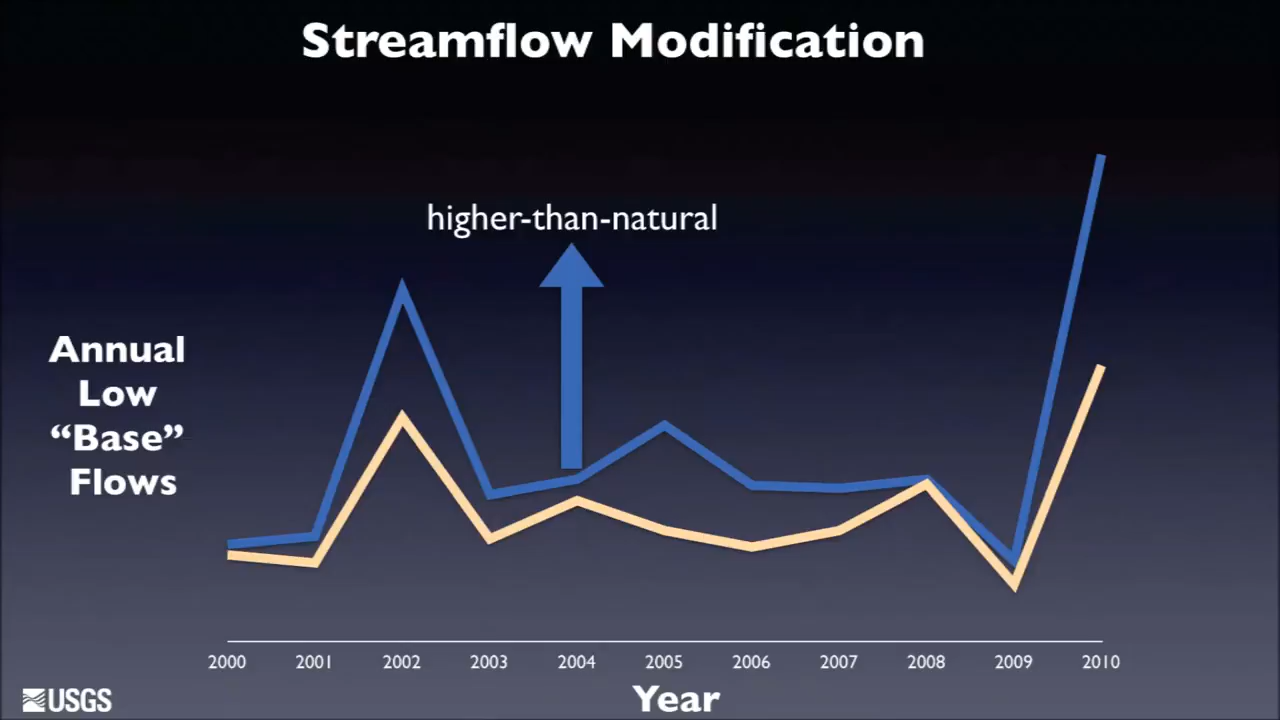 Streamflow Modification
higher-than-natural
Annual
Low
“Base”
Flows
2000 2001 2002 2003 2004 2005 2006 2007 2008 2009 2010
Year
USGS